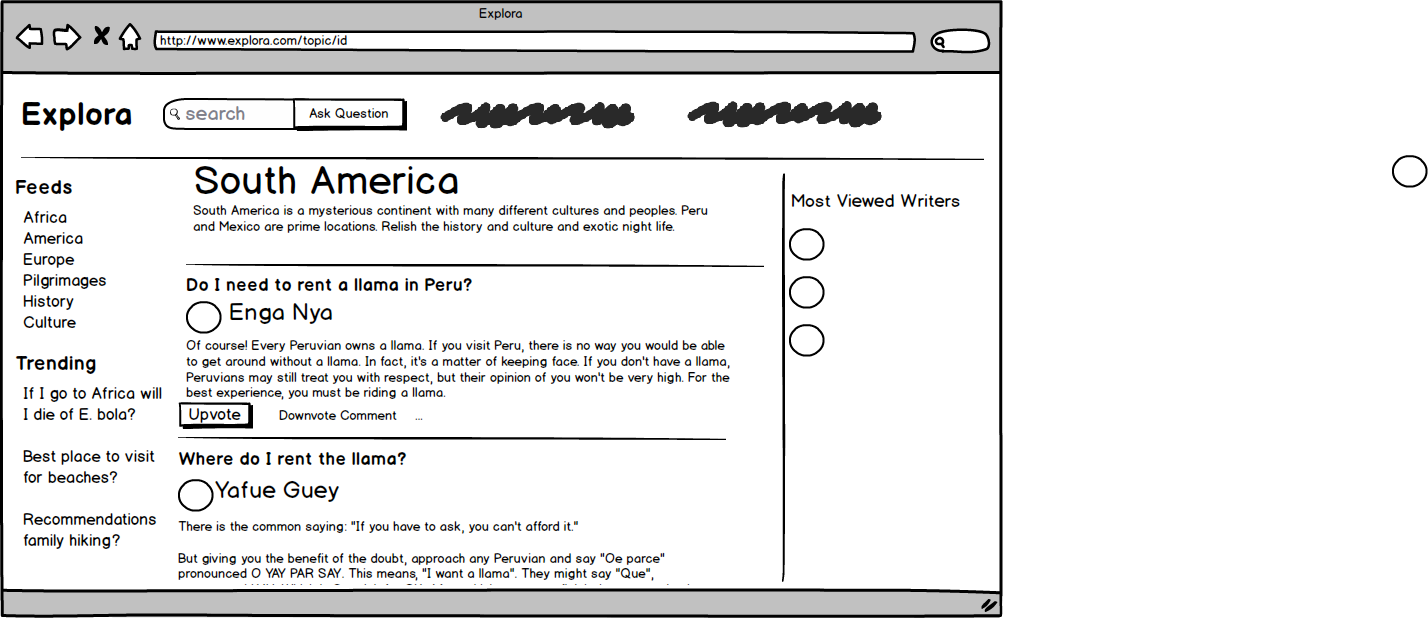 Explora
http://www.explora.com/topic/id
Explora
search
Ask Question
Feeds
Africa
America
Europe
Pilgrimages
History
Culture
Trending
If I go to Africa will
I die of E. bola?
Best place to visit
for beaches?
Recommendations
family hiking?
South America
South America is a mysterious continent with many different cultures and peoples. Peru
and Mexico are prime locations. Relish the history and culture and exotic night life.
Do I need to rent a llama in Peru?
Enga Nya
Of course! Every Peruvian owns a llama. If you visit Peru, there is no way you would be able
to get around without a llama. In fact, it's a matter of keeping face. If you don't have a llama,
Peruvians may still treat you with respect, but their opinion of you won't be very high. For the
best experience, you must be riding a llama.
Upvote
Downvote Comment ...
Where do I rent the llama?
Yafue Guey
There is the common saying: "If you have to ask, you can't afford it."
But giving you the benefit of the doubt, approach any Peruvian and say "Oe parce"
pronounced O YAY PAR SAY. This means, "I want a llama". They might say "Que",
Most Viewed Writers